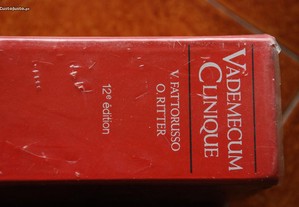 VADEMECUM
CLINIQUE
V. FATTORUSSO
O. RITTER
12e édition